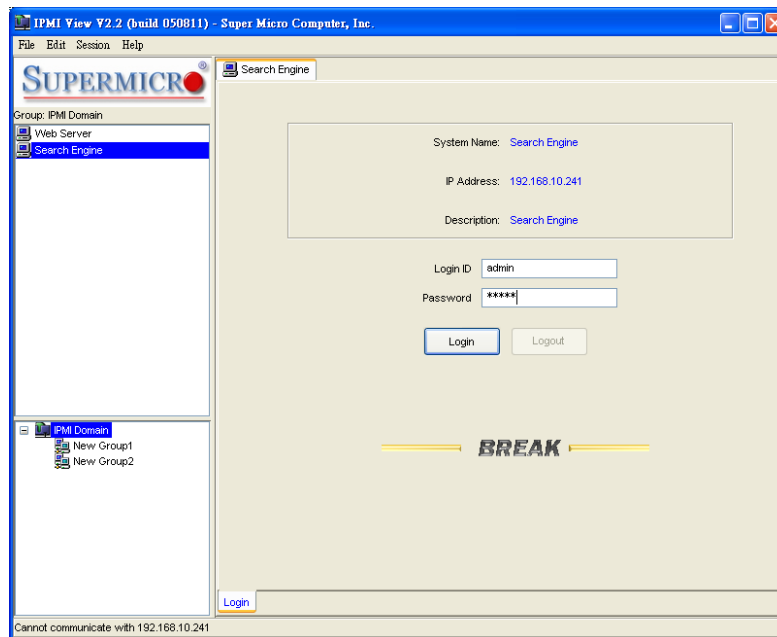 IPMI View V2.2 (build 050811) - Super Micro Computer, Inc.
File Edit Session Help
SUPERMICRO®
Group: IPMI Domain
Web Server
Search Engine
IPMI Domain
New Group1
New Group2
Search Engine
System Name: Search Engine
IP Address: 192.168.10.241
Description: Search Engine
Login ID admin
Password *****
Login Logout
BREAK
Login
Cannot communicate with 192.168.10.241